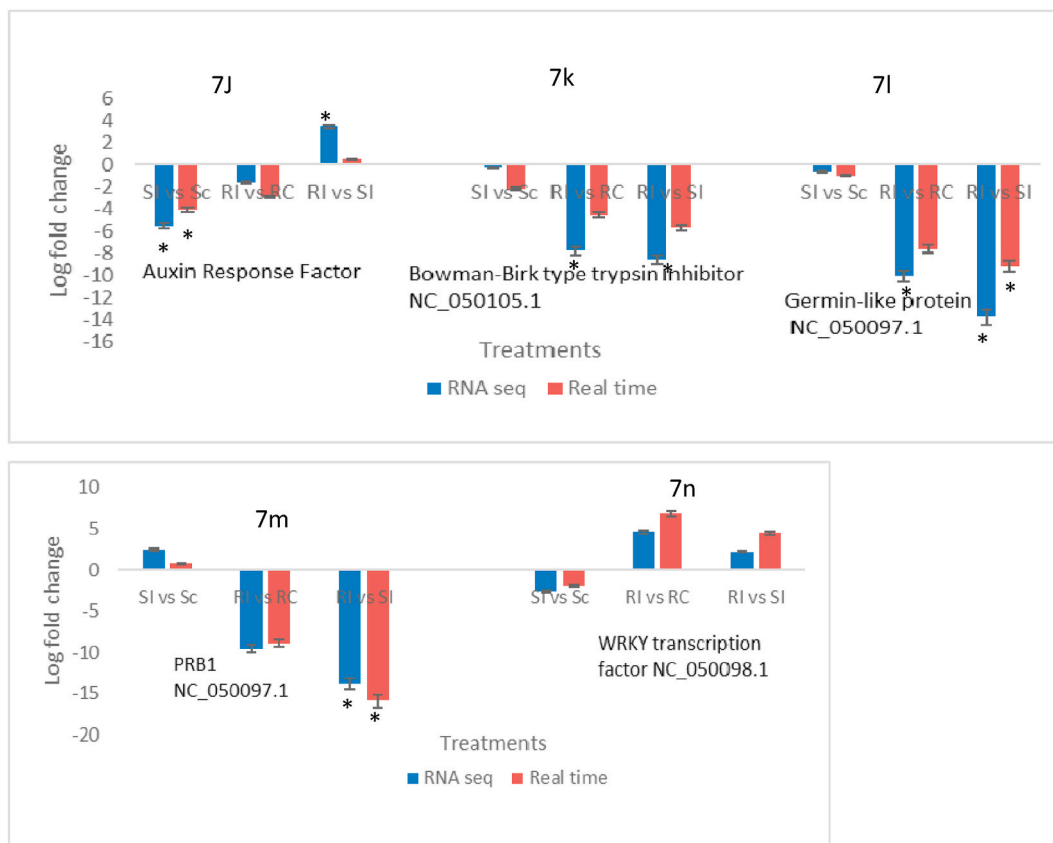 7J
7k
7l
6
4
2
0
-2
-4
-6
-8
-10
-12
-14
-16
Log fold change
SI vs Sc
RI vs RC
RI vs SI
SI vs Sc
RI vs RC
RI vs SI
SI vs Sc
RI vs RC
RI vs SI
*
*
*
*
*
*
*
*
Auxin Response Factor
Bowman-Birk type trypsin inhibitor
NC_050105.1
Germin-like protein
NC_050097.1
Treatments
RNA seq
Real time
10
5
0
-5
-10
-15
-20
Log fold change
7m
7n
SI vs Sc
RI vs RC
RI vs SI
SI vs Sc
RI vs RC
RI vs SI
PRB1
NC_050097.1
*
*
WRKY transcription
factor NC_050098.1
Treatments
RNA seq
Real time